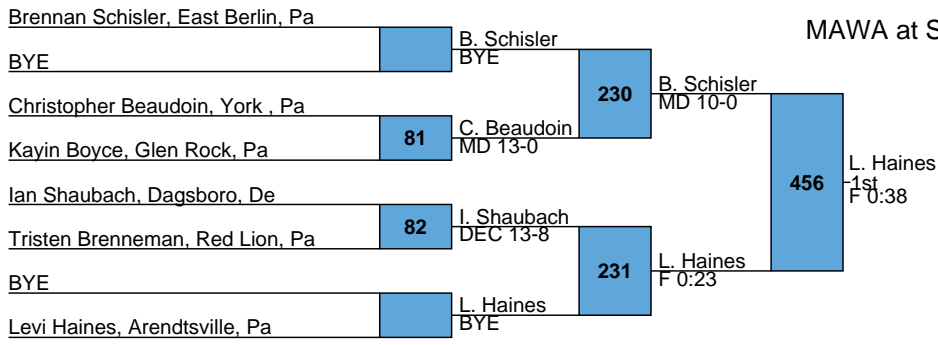 Brennan Schisler, East Berlin, Pa
BYE
Christopher Beaudoin, York , Pa
Kayin Boyce, Glen Rock, Pa
Ian Shaubach, Dagsboro, De
Tristen Brenneman, Red Lion, Pa
BYE
Levi Haines, Arendtsville, Pa
81
82
B. Schisler
BYE
C. Beaudoin
MD 13-0
I. Shaubach
DEC 13-8
L. Haines
BYE
230
231
B. Schisler
MD 10-0
L. Haines
F 0:23
456
L. Haines
1st
F 0:38
MAWA at S